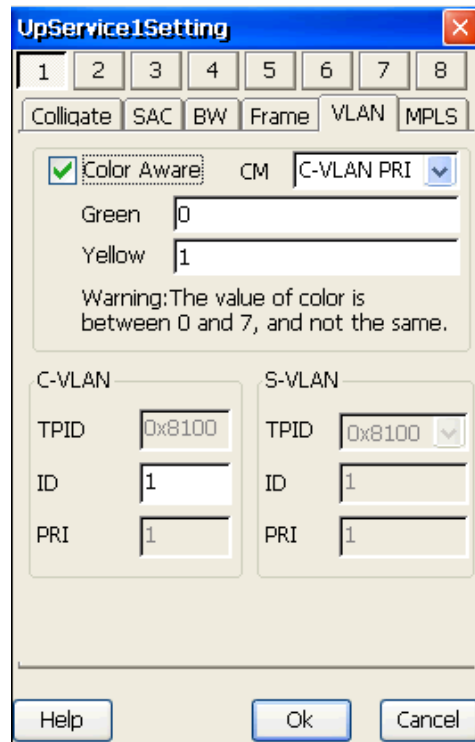 UpService1Setting
1 2 3 4 5 6 7 8
Colligate SAC BW Frame VLAN MPLS
Color Aware CM C-VLAN PRI
Green 0
Yellow 1
Warning:The value of color is
between 0 and 7, and not the same.
C-VLAN S-VLAN
TPID 0x8100 TPID 0x8100
ID 1 ID 1
PRI 1 PRI 1
Help Ok Cancel